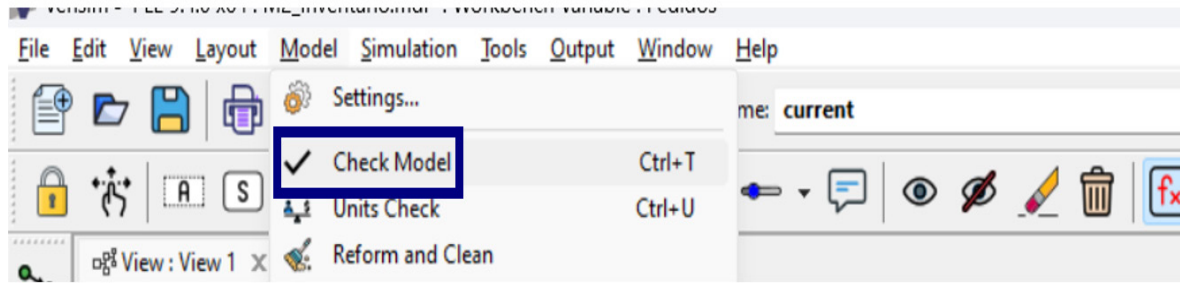 File Edit View Layout Model Simulation Tools Output Window Help
Settings...
me: current
Check Model Ctrl+T
A S
Units Check Ctrl+U
fx
View : View 1 X
Reform and Clean